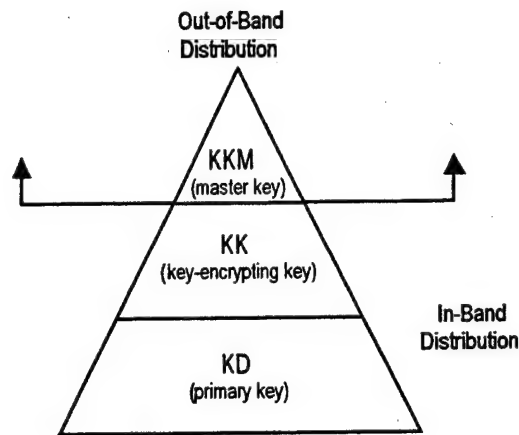 Out-of-Band
Distribution
KKM
(master key)
KK
(key-encrypting key)
In-Band
Distribution
KD
(primary key)